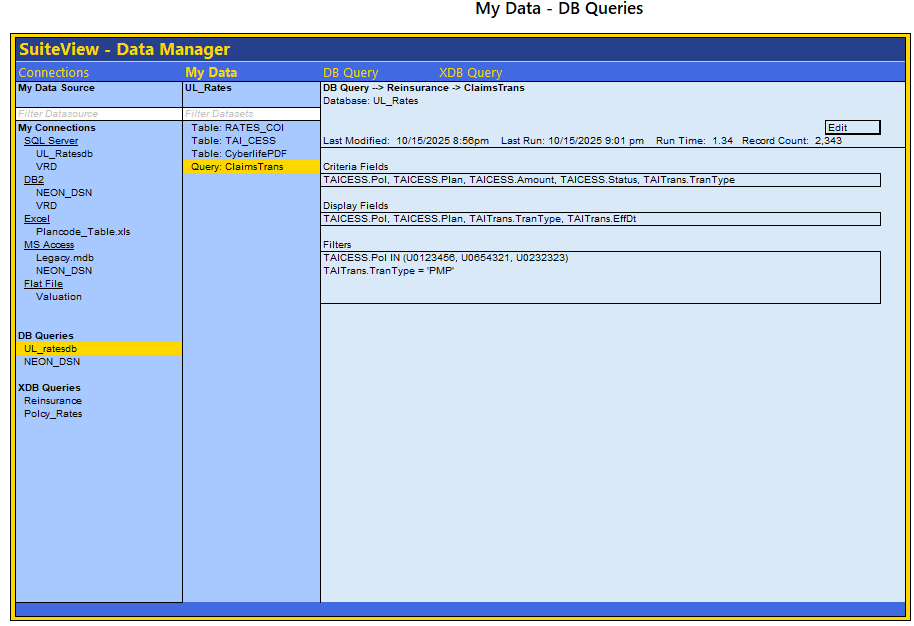 My Data - DB Queries
SuiteView - Data Manager
Connections
My Data
DB Query
XDB Query
My Data Source
Filter Datasource
My Connections
SQL Server
UL_Ratesdb
VRD
DB2
NEON_DSN
VRD
Excel
Plancode_Table.xls
MS Access
Legacy.mdb
NEON_DSN
Flat File
Valuation
DB Queries
UL_ratesdb
NEON_DSN
XDB Queries
Reinsurance
Polcy_Rates
UL_Rates
Filter Datasets
Table: RATES_COI
Table: TAI_CESS
Table: CyberlifePDF
Query: ClaimsTrans
DB Query --> Reinsurance -> ClaimsTrans
Database: UL_Rates
Edit
Last Modified: 10/15/2025 8:56pm Last Run: 10/15/2025 9:01 pm Run Time: 1.34 Record Count: 2,343
Criteria Fields
TAICESS.Pol, TAICESS.Plan, TAICESS.Amount, TAICESS.Status, TAITrans.TranType
Display Fields
TAICESS.Pol, TAICESS.Plan, TAITrans.TranType, TAITrans.EffDt
Filters
TAICESS.Pol IN (U0123456, U0654321, U0232323)
TAITrans.TranType = 'PMP'